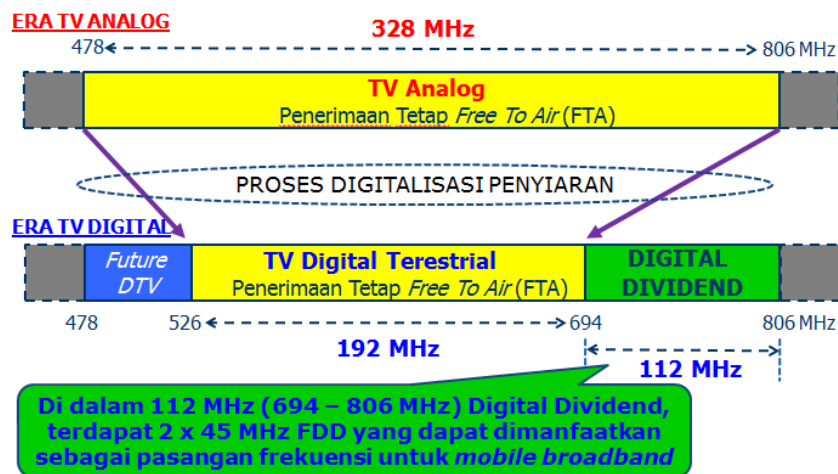 ERA TV ANALOG
328 MHz
478
806 MHz
TV Analog
Penerimaan Tetap Free To Air (FTA)
PROSES DIGITALISASI PENYIARAN
ERA TV DIGITAL
Future
DTV
TV Digital Terestrial
Penerimaan Tetap Free To Air (FTA)
DIGITAL
DIVIDEND
478
526
694
806 MHz
192 MHz
112 MHz
Di dalam 112 MHz (694 – 806 MHz) Digital Dividend,
terdapat 2 x 45 MHz FDD yang dapat dimanfaatkan
sebagai pasangan frekuensi untuk mobile broadband